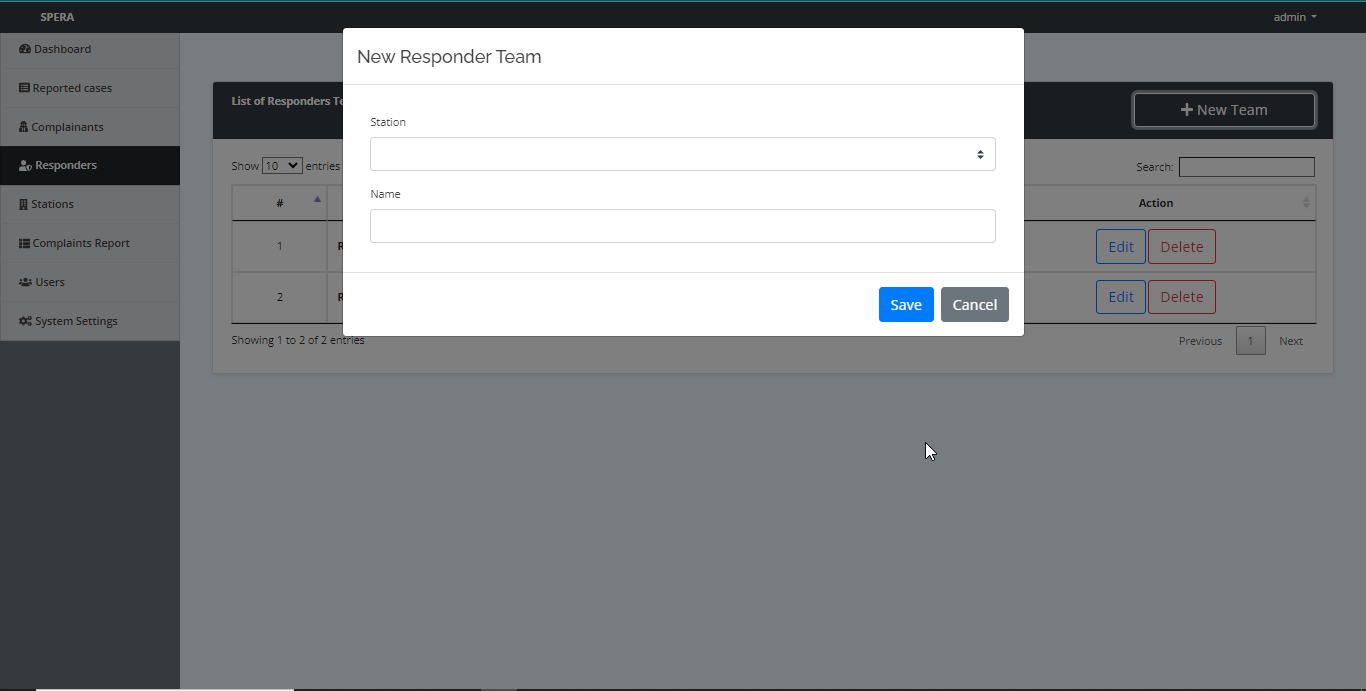 SPERA
admin
Dashboard
Reported cases
Complainants
Responders
Stations
Complaints Report
Users
System Settings
New Responder Team
Station
Name
Save
Cancel
List of Responders Te
New Team
Show 10 entries
Search:
#
Action
1
R
Edit
Delete
2
R
Edit
Delete
Showing 1 to 2 of 2 entries
Previous
1
Next